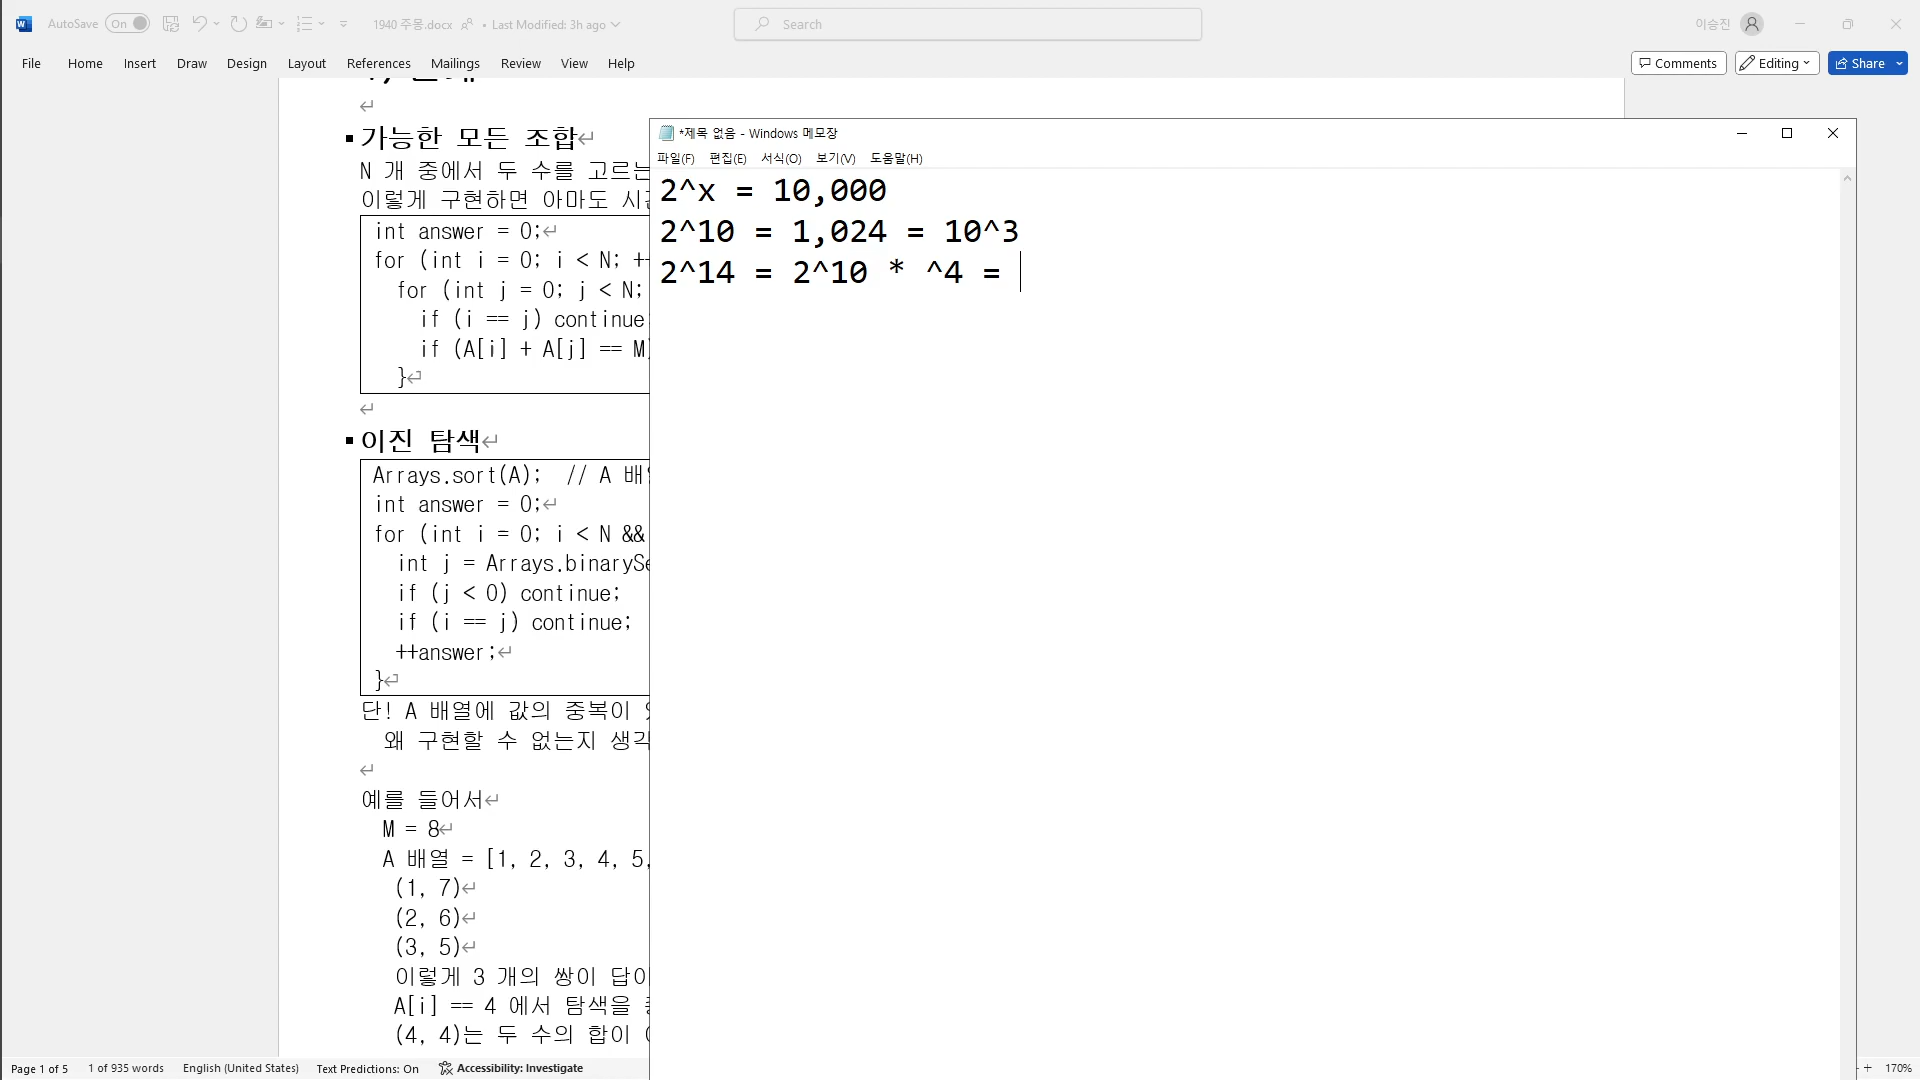 AutoSave On 1940 주몽.docx • Last Modified: 3h ago Search 이승진
File Home Insert Draw Design Layout References Mailings Review View Help Comments Editing Share
▪가능한 모든 조합↵
N 개 중에서 두 수를 고르는
이렇게 구현하면 아마도
int answer = 0;↵
for (int i = 0; i < N;
for (int j = 0; j < N;
if (i == j) continue;
if (A[i] + A[j] == M)
}↵
▪이진 탐색↵
Arrays.sort(A); // A
int answer = 0;↵
for (int i = 0; i < N &&
int j = Arrays.binarySe
if (j < 0) continue;
if (i == j) continue;
++answer;↵
}↵
단! A 배열에 값의 중복이
왜 구현할 수 없는지
예를 들어서↵
M = 8↵
A 배열 = [1, 2, 3, 4, 5,
(1, 7)↵
(2, 6)↵
(3, 5)↵
이렇게 3 개의 쌍이
A[i] == 4 에서 탐색을
(4, 4)는 두 수의 합이
*제목 없음 - Windows 메모장
파일(F) 편집(E) 서식(O) 보기(V) 도움말(H)
2^x = 10,000
2^10 = 1,024 = 10^3
2^14 = 2^10 * ^4 =
Page 1 of 5 1 of 935 words English (United States) Text Predictions: On Accessibility: Investigate - + 170%